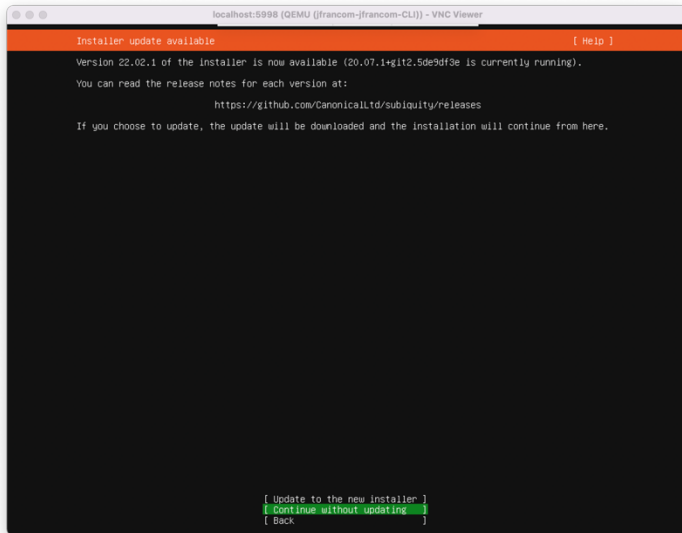 localhost:5998 (QEMU (jfrancom-jfrancom-CLI)) - VNC Viewer
Installer update available [ Help ]
Version 22.02.1 of the installer is now available (20.07.1+git2.5de9df3e is currently running).
You can read the release notes for each version at:
https://github.com/CanonicalLtd/subiquity/releases
If you choose to update, the update will be downloaded and the installation will continue from here.
[ Update to the new installer ]
[ Continue without updating ]
[ Back ]